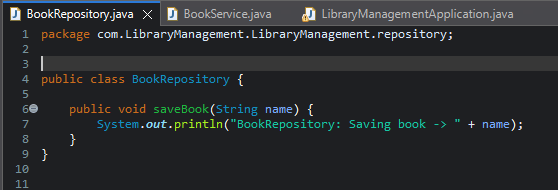 BookRepository.java BookService.java LibraryManagementApplication.java
1 package com.LibraryManagement.LibraryManagement.repository;
2
3
4 public class BookRepository {
5
6 public void saveBook(String name) {
7 System.out.println("BookRepository: Saving book -> " + name);
8 }
9 }
10
11